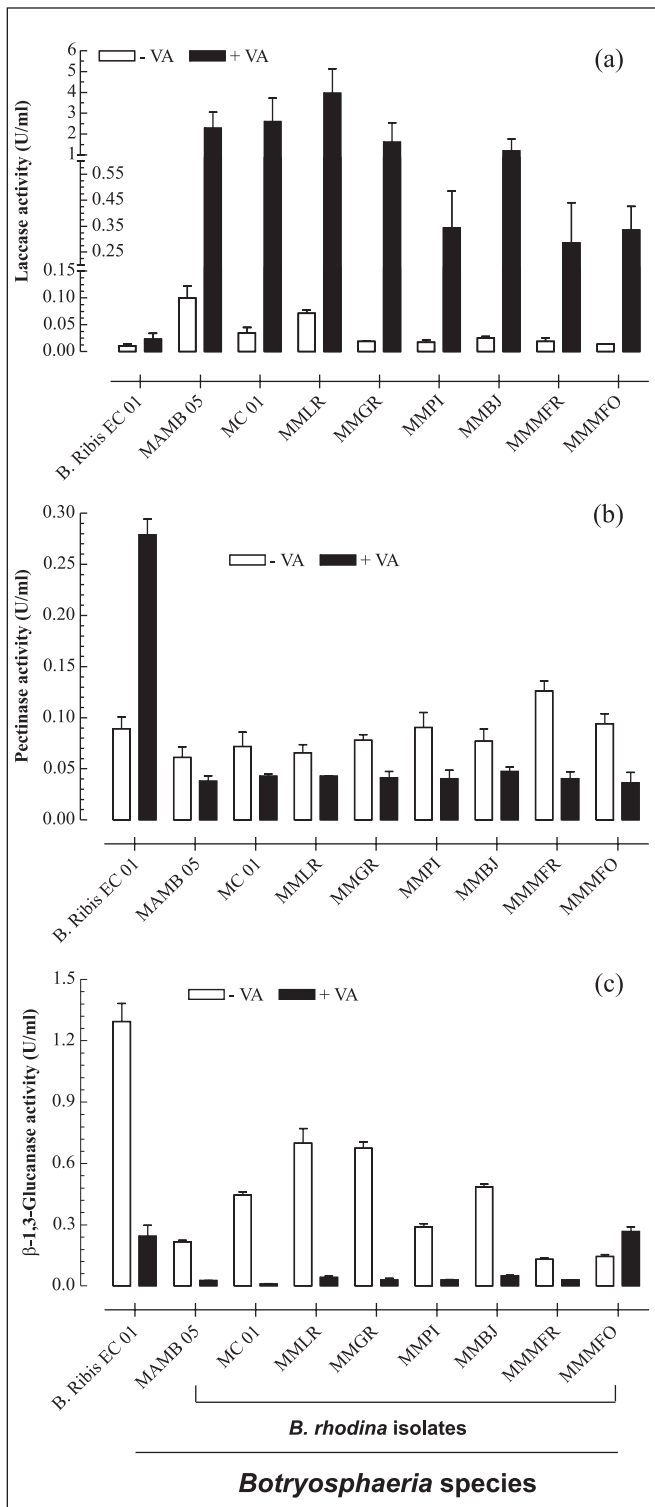 - VA + VA
(a)
Laccase activity (U/ml)
6
5
4
3
2
1
0.55
0.45
0.35
0.25
0.15
0.10
0.05
0.00
B. Ribis EC 01
MAMB 05
MC 01
MMLR
MMGR
MMPI
MMBJ
MMMFR
MMMFO
(b)
- VA + VA
Pectinase activity (U/ml)
0.30
0.25
0.20
0.15
0.10
0.05
0.00
B. Ribis EC 01
MAMB 05
MC 01
MMLR
MMGR
MMPI
MMBJ
MMMFR
MMMFO
(c)
- VA + VA
β-1,3-Glucanase activity (U/ml)
1.5
1.2
0.9
0.6
0.3
0.0
B. Ribis EC 01
MAMB 05
MC 01
MMLR
MMGR
MMPI
MMBJ
MMMFR
MMMFO
B. rhodina isolates
Botryosphaeria species